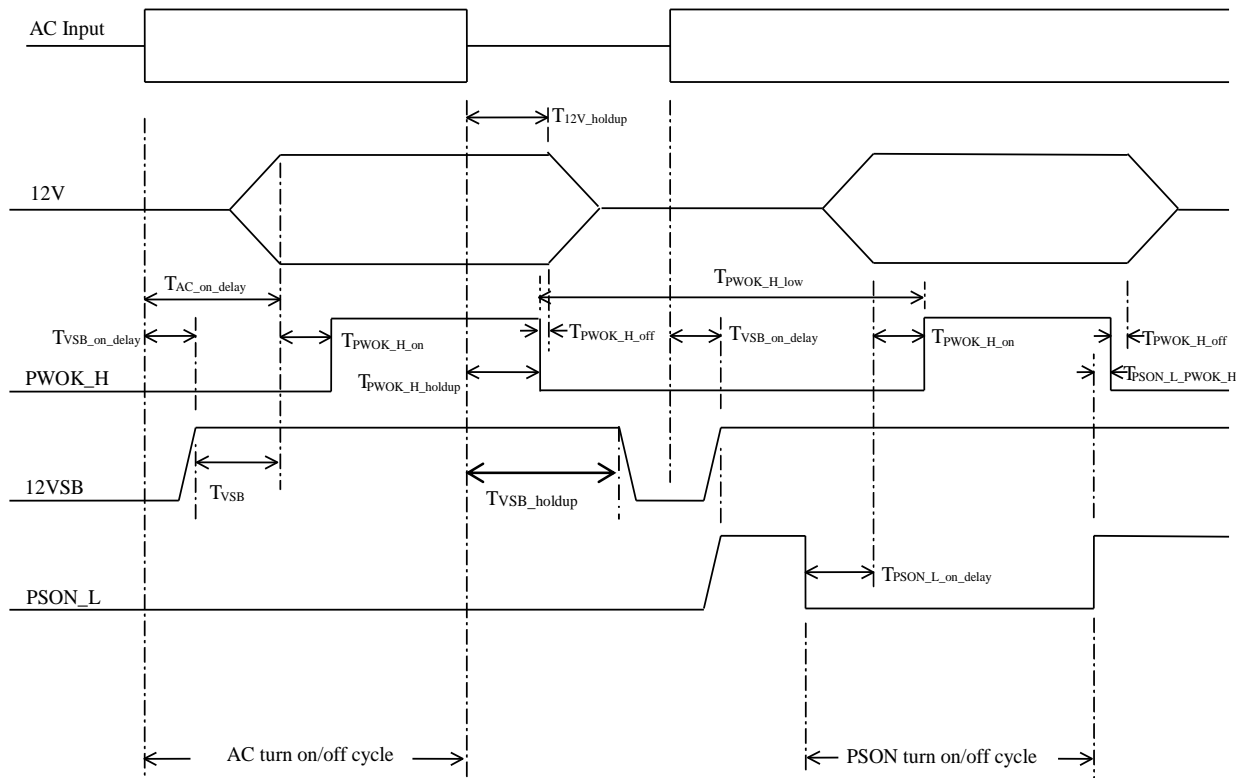 AC Input
T12V_holdup
12V
TAC_on_delay
TPWOK_H_low
TVSB_on_delay
TPWOK_H_on
TPWOK_H_off
TVSB_on_delay
TPWOK_H_on
TPWOK_H_off
PWOK_H
TPWOK_H_holdup
TPSON_L_PWOK_H
12VSB
TVSB
TVSB_holdup
PSON_L
TPSON_L_on_delay
AC turn on/off cycle
PSON turn on/off cycle